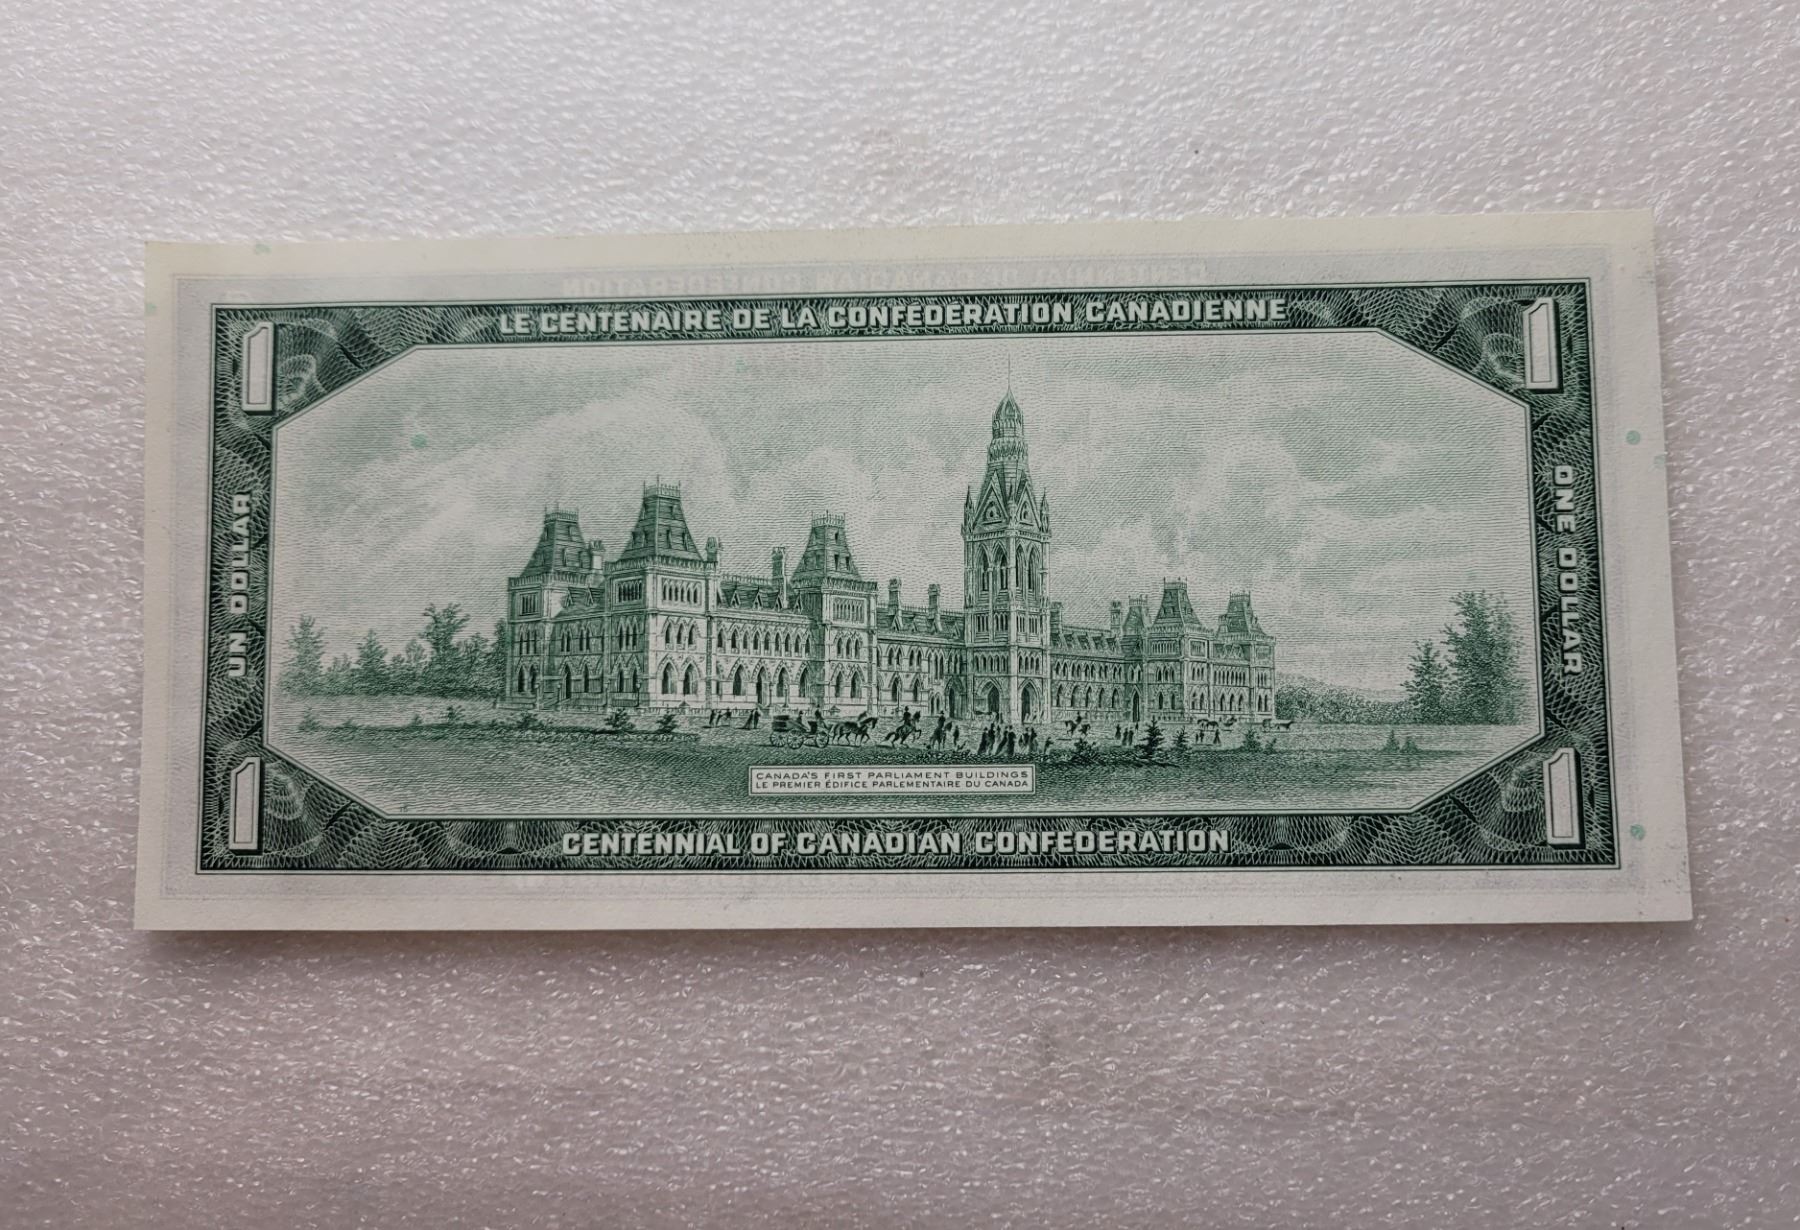 LE CENTENAIRE DE LA CONFÉDÉRATION CANADIENNE
1
1
UN DOLLAR
ONE DOLLAR
CANADA'S FIRST PARLIAMENT BUILDINGS
LE PREMIER ÉDIFICE PARLEMENTAIRE DU CANADA
1
1
CENTENNIAL OF CANADIAN CONFEDERATION